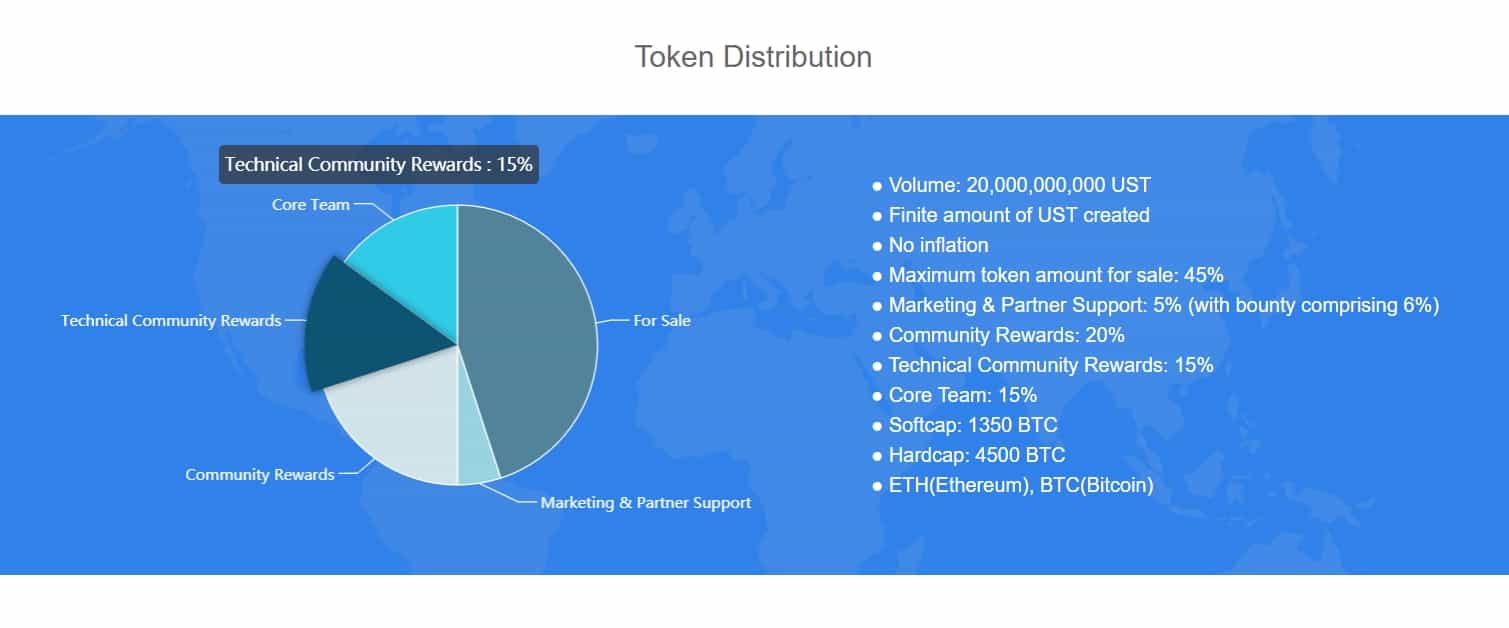 Token Distribution
Technical Community Rewards : 15%
Core Team
Technical Community Rewards
For Sale
Community Rewards
Marketing & Partner Support
● Volume: 20,000,000,000 UST
● Finite amount of UST created
● No inflation
● Maximum token amount for sale: 45%
● Marketing & Partner Support: 5% (with bounty comprising 6%)
● Community Rewards: 20%
● Technical Community Rewards: 15%
● Core Team: 15%
● Softcap: 1350 BTC
● Hardcap: 4500 BTC
● ETH(Ethereum), BTC(Bitcoin)